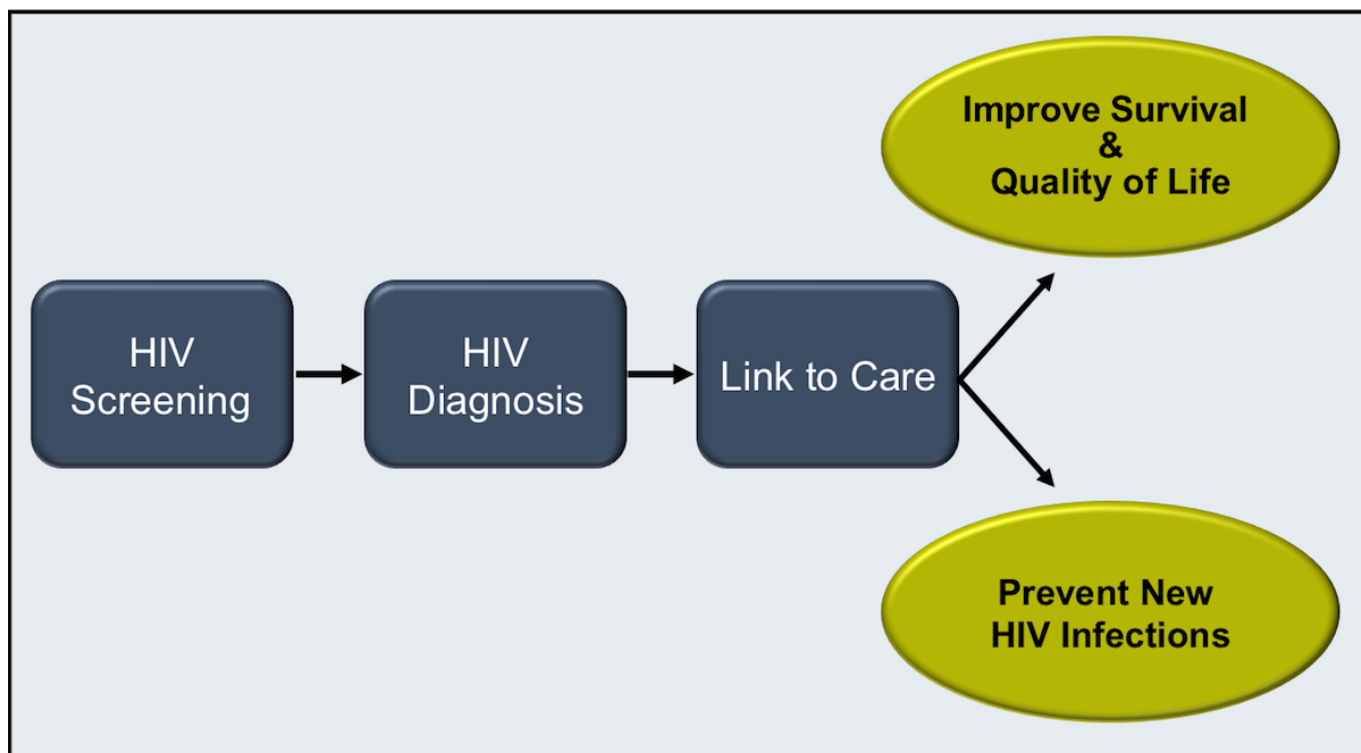 HIV
Screening
HIV
Diagnosis
Link to Care
Improve Survival
&
Quality of Life
Prevent New
HIV Infections